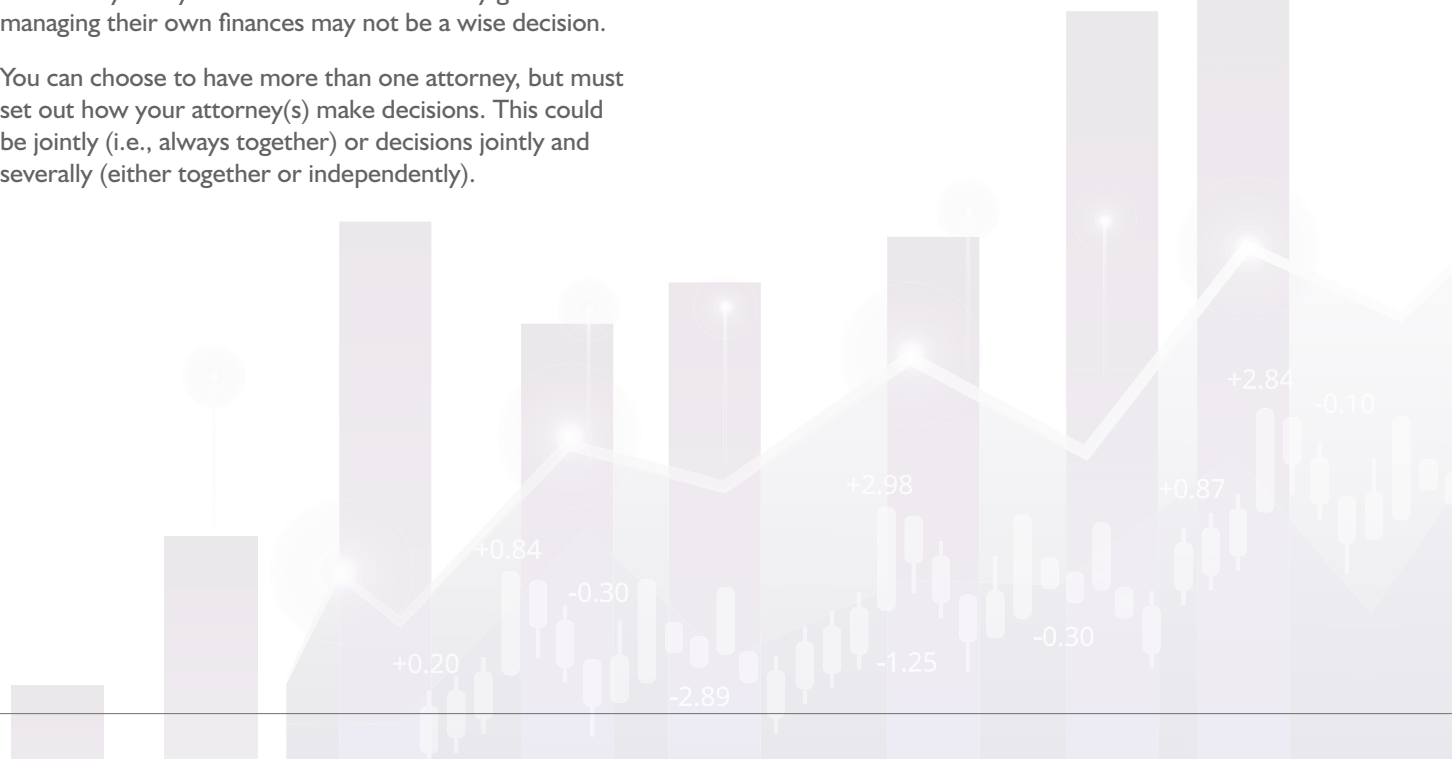 managing their own finances may not be a wise decision.
You can choose to have more than one attorney, but must
set out how your attorney(s) make decisions. This could
be jointly (i.e., always together) or decisions jointly and
severally (either together or independently).
+2.84
-0.10
+2.98
+0.87
+0.84
-0.30
-0.30
+0.20
-1.25
-2.89